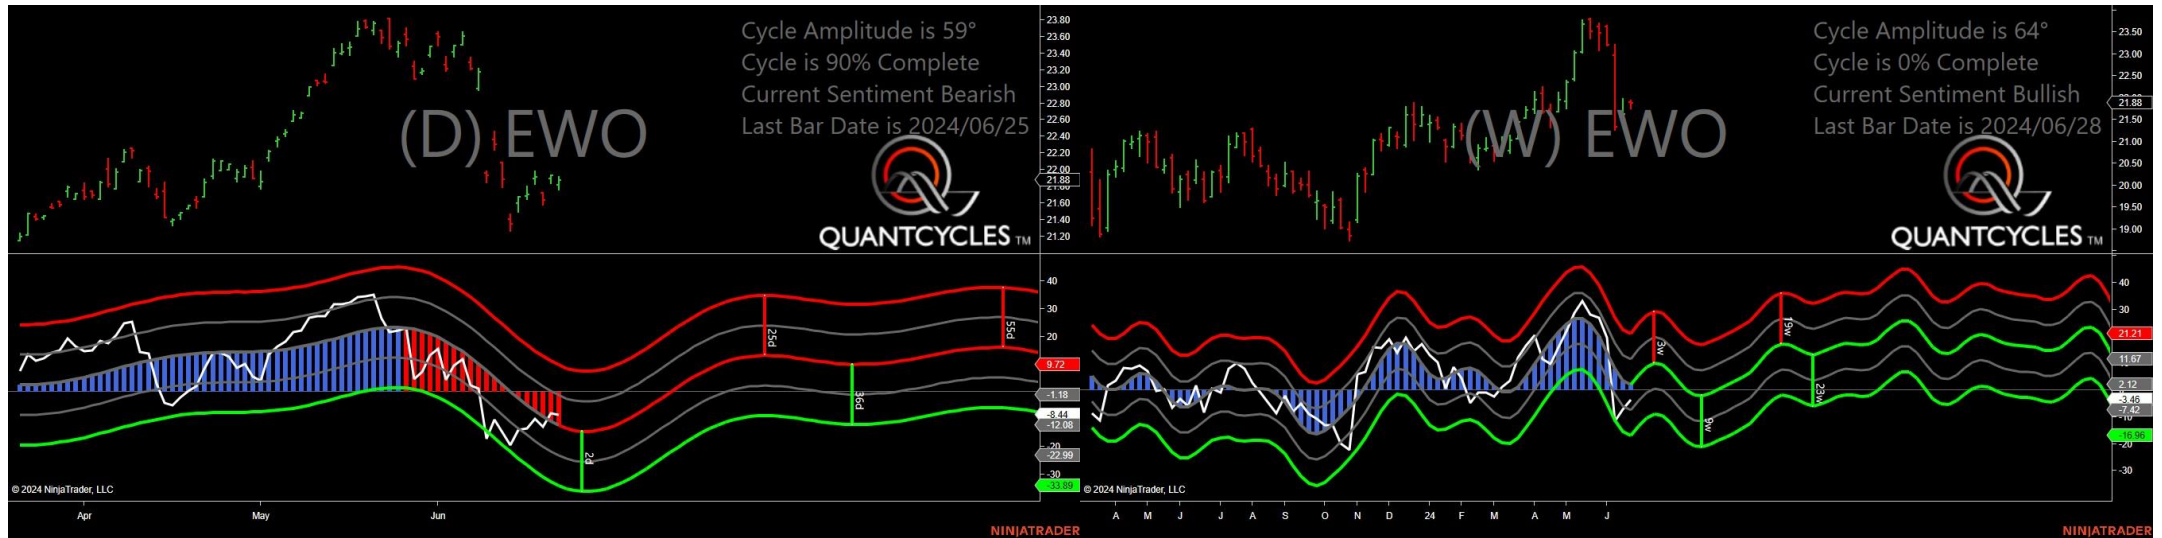 Cycle Amplitude is 59°
Cycle is 90% Complete
Current Sentiment Bearish
Last Bar Date is 2024/06/25
(D) EWO
QUANTCYCLES TM
23.80
23.60
23.40
23.20
23.00
22.80
22.60
22.40
22.20
22.00
21.88
21.60
21.40
21.20
40
30
20
9.72
-1.18
-8.44
-12.08
-20
-22.99
-30
-33.89
2d
25d
36d
55d
© 2024 NinjaTrader, LLC
Apr
May
Jun
NINJATRADER
Cycle Amplitude is 64°
Cycle is 0% Complete
Current Sentiment Bullish
Last Bar Date is 2024/06/28
(W) EWO
QUANTCYCLES TM
23.50
23.00
22.50
21.88
21.50
21.00
20.50
20.00
19.50
19.00
40
30
21.21
11.67
2.12
-3.46
-7.42
-10
-16.96
-20
-30
3w
9w
19w
23w
© 2024 NinjaTrader, LLC
A M J J A S O N D 24 F M A M J
NINJATRADER